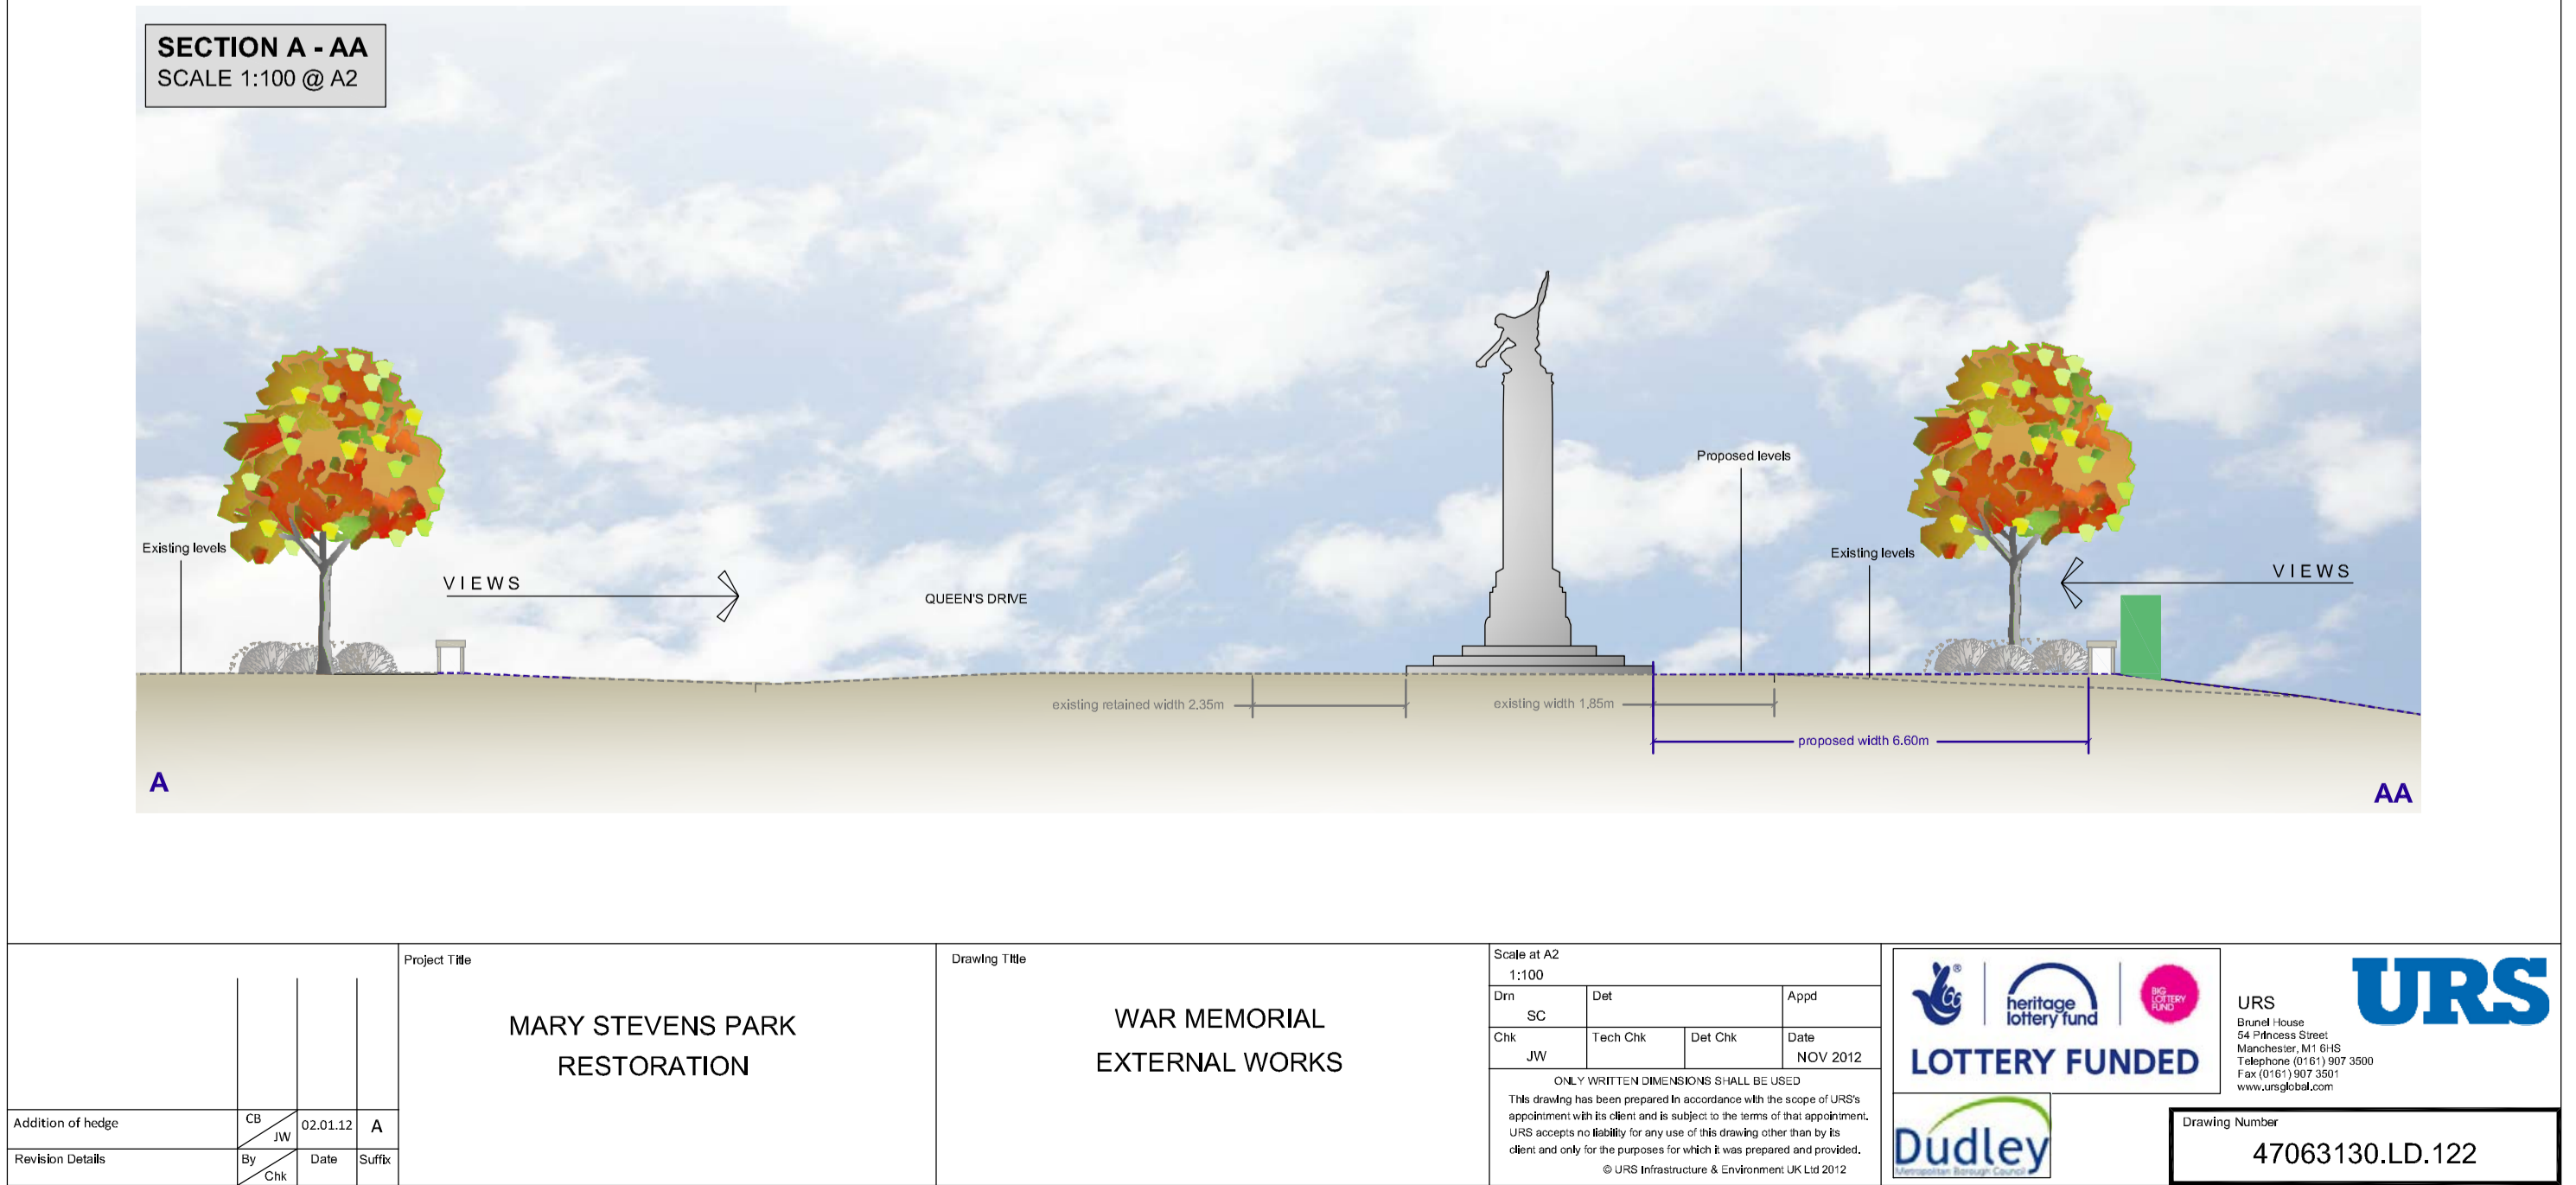 SECTION A - AA
SCALE 1:100 @ A2
Proposed levels
Existing levels
Existing levels
VIEWS
QUEEN'S DRIVE
VIEWS
existing retained width 2.35m
existing width 1.85m
proposed width 6.60m
A
AA
Addition of hedge
CB
JW
02.01.12
A
Revision Details
By
Chk
Date
Suffix
Project Title
MARY STEVENS PARK
RESTORATION
Drawing Title
WAR MEMORIAL
EXTERNAL WORKS
Scale at A2
1:100
Drn
SC
Det
Appd
Chk
JW
Tech Chk
Det Chk
Date
NOV 2012
ONLY WRITTEN DIMENSIONS SHALL BE USED
This drawing has been prepared in accordance with the scope of URS's
appointment with its client and is subject to the terms of that appointment.
URS accepts no liability for any use of this drawing other than by its
client and only for the purposes for which it was prepared and provided.
© URS Infrastructure & Environment UK Ltd 2012
®
heritage
lottery fund
BIG
LOTTERY
FUND
LOTTERY FUNDED
Dudley
Metropolitan Borough Council
URS
URS
Brunel House
54 Princess Street
Manchester, M1 6HS
Telephone (0161) 907 3500
Fax (0161) 907 3501
www.ursglobal.com
Drawing Number
47063130.LD.122